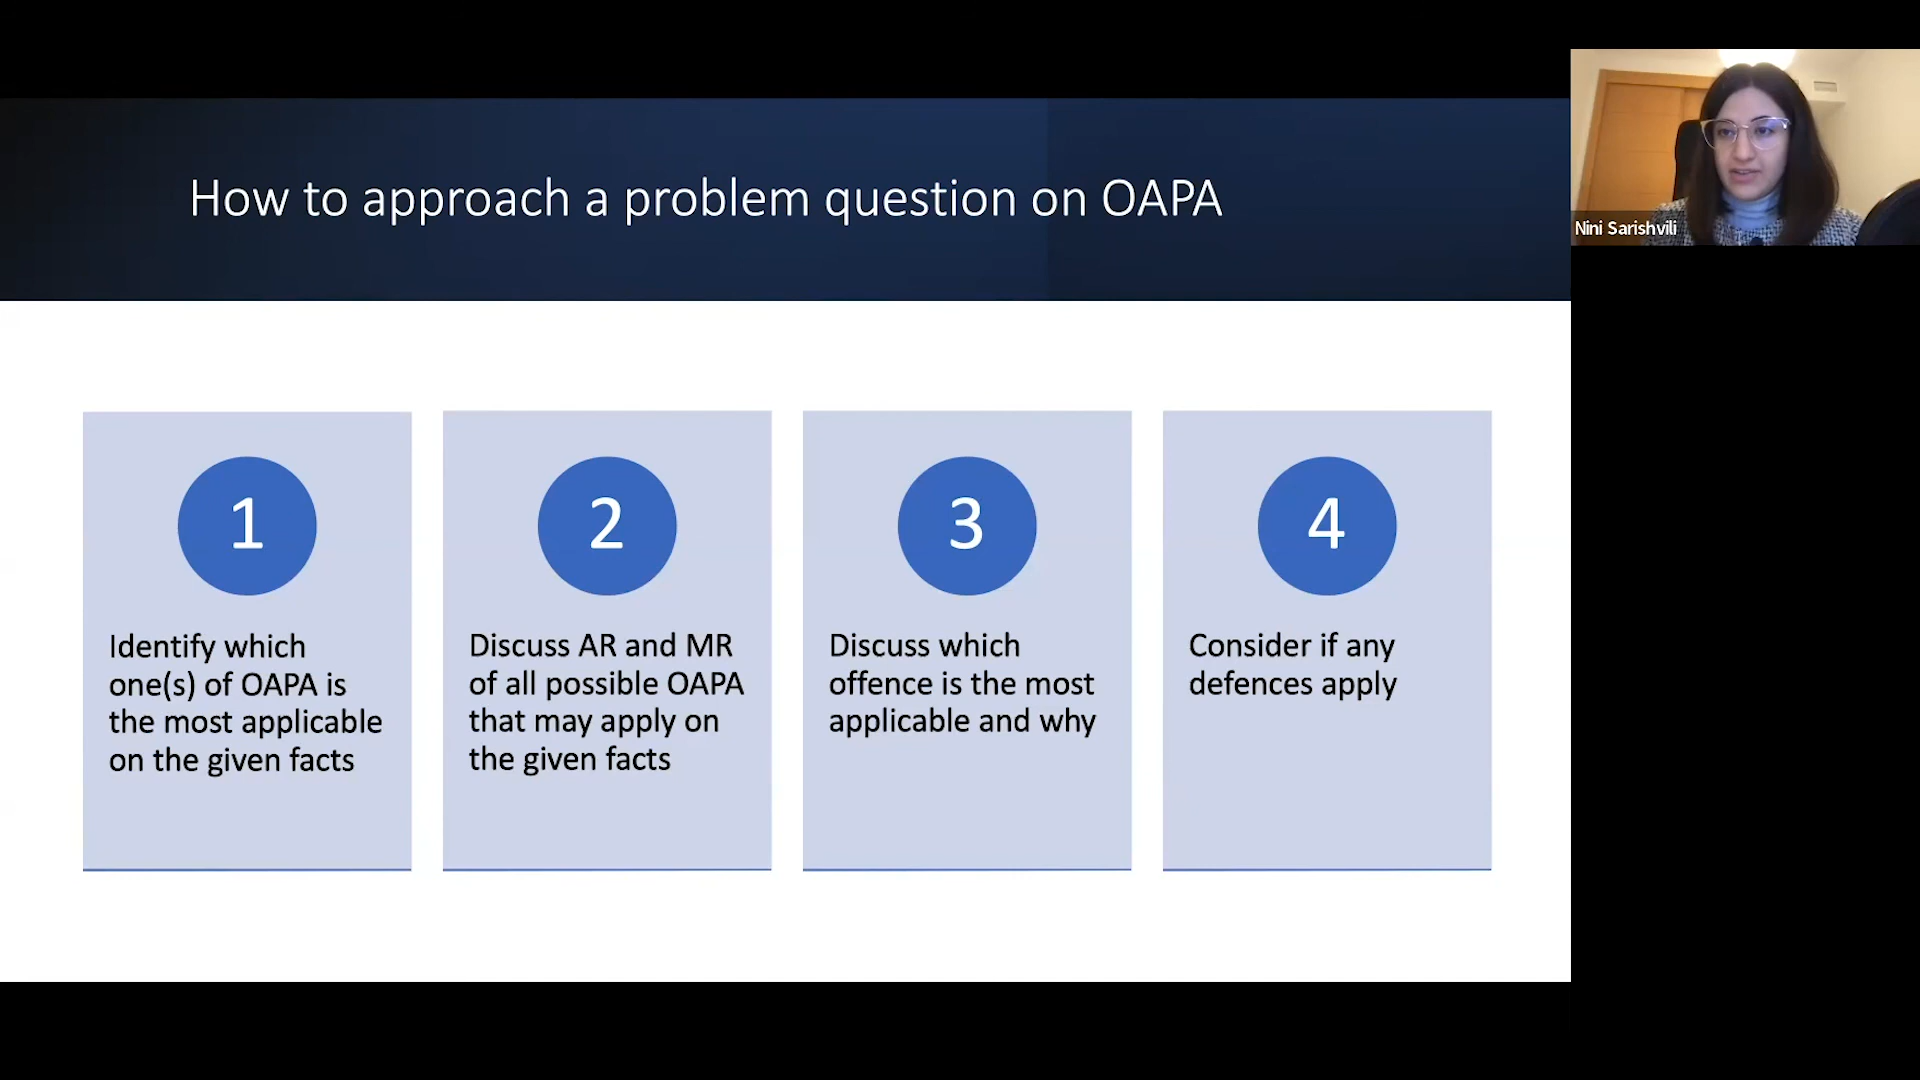 How to approach a problem question on OAPA
Nini Sarishvili
1
Identify which
one(s) of OAPA is
the most applicable
on the given facts
2
Discuss AR and MR
of all possible OAPA
that may apply on
the given facts
3
Discuss which
offence is the most
applicable and why
4
Consider if any
defences apply